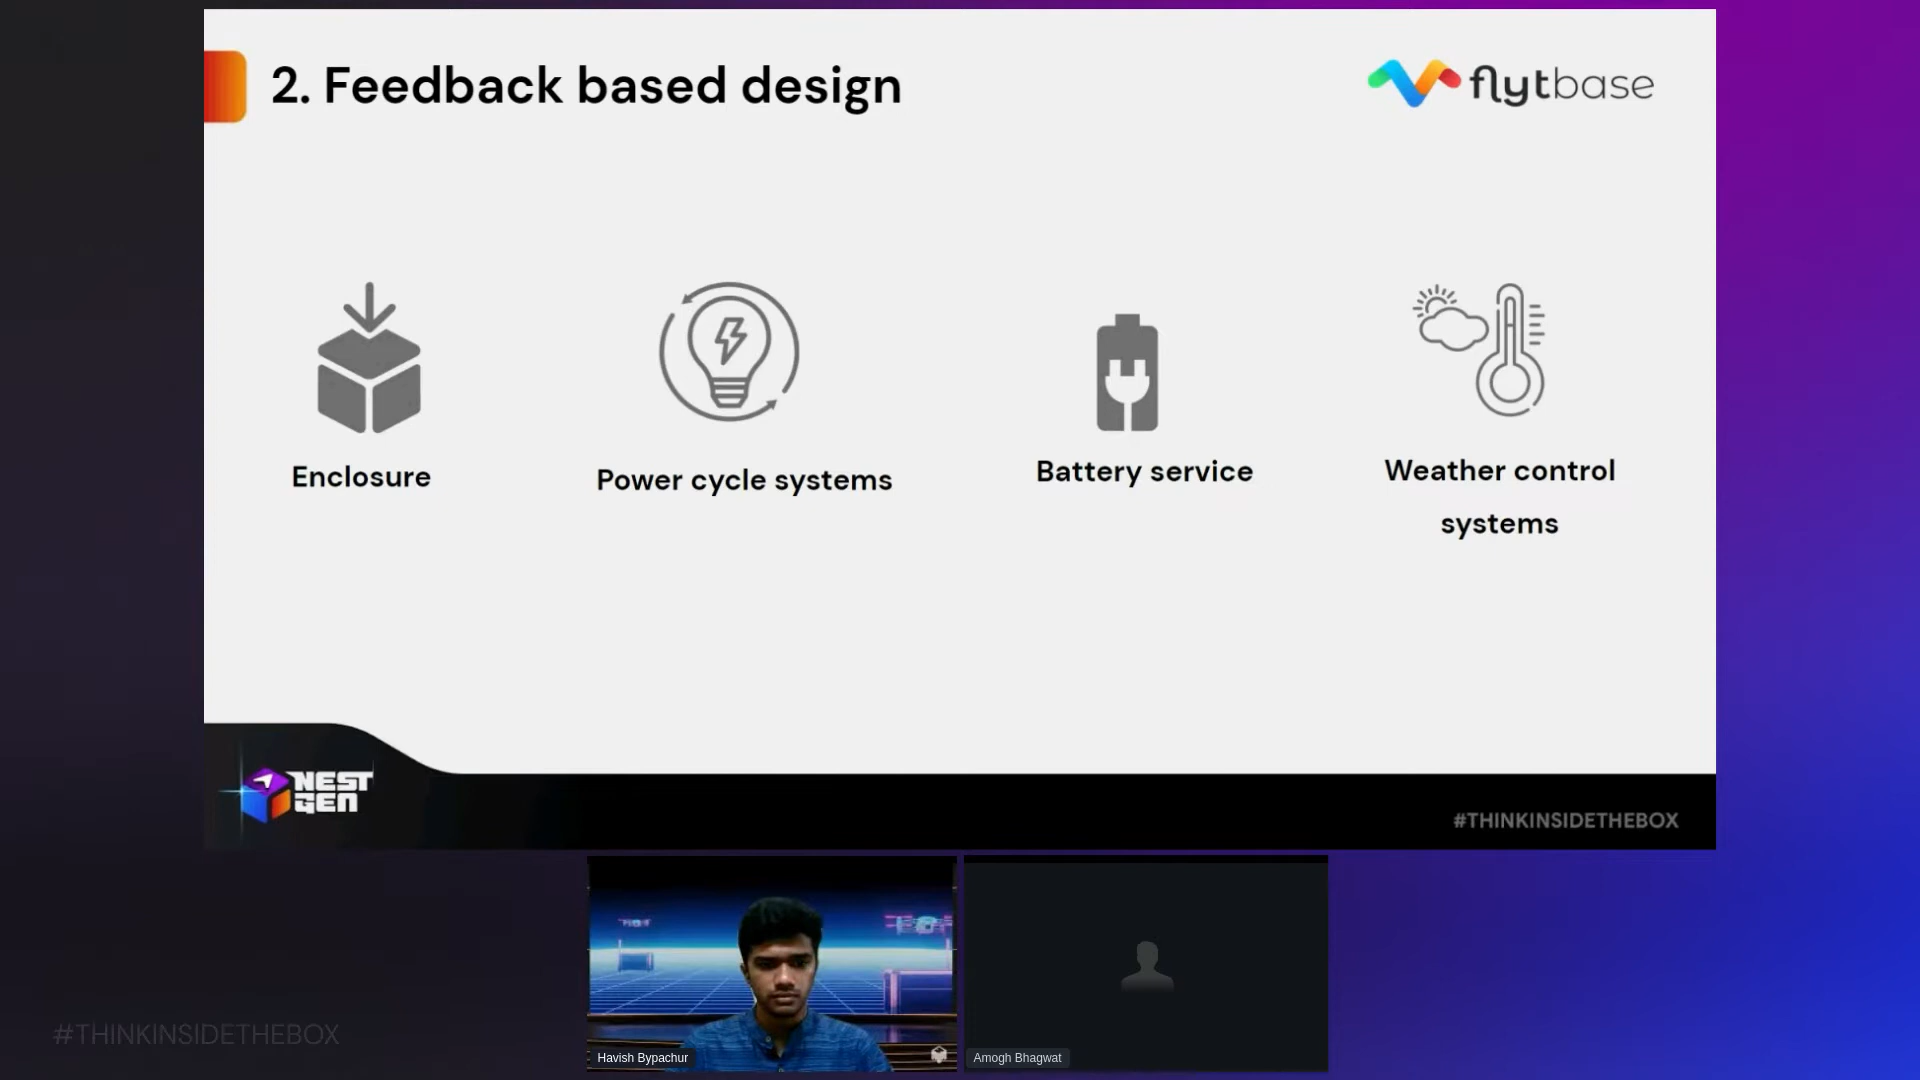 2. Feedback based design
flytbase
Enclosure
Power cycle systems
Battery service
Weather control
systems
NEST
GEN
#THINKINSIDETHEBOX
Havish Bypachur
Amogh Bhagwat
#THINKINSIDETHEBOX